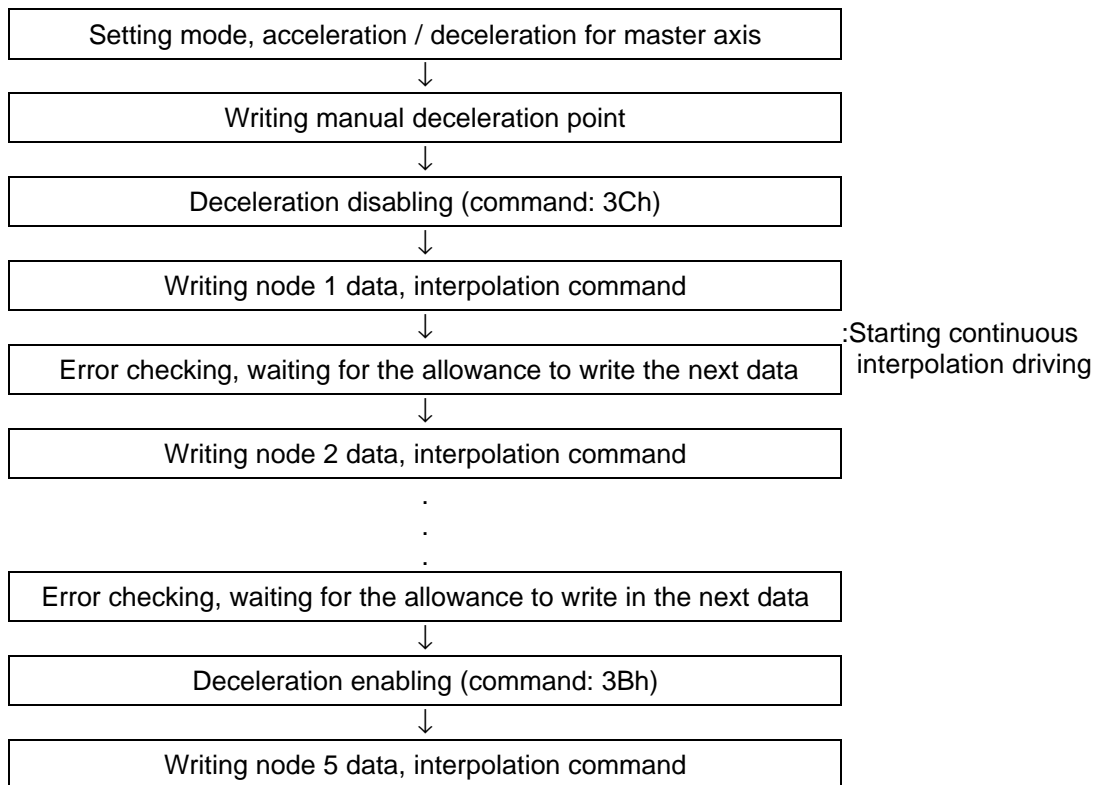 Setting mode, acceleration / deceleration for master axis
↓
Writing manual deceleration point
↓
Deceleration disabling (command: 3Ch)
↓
Writing node 1 data, interpolation command
↓
:Starting continuous
interpolation driving
Error checking, waiting for the allowance to write the next data
↓
Writing node 2 data, interpolation command
.
.
.
Error checking, waiting for the allowance to write in the next data
↓
Deceleration enabling (command: 3Bh)
↓
Writing node 5 data, interpolation command